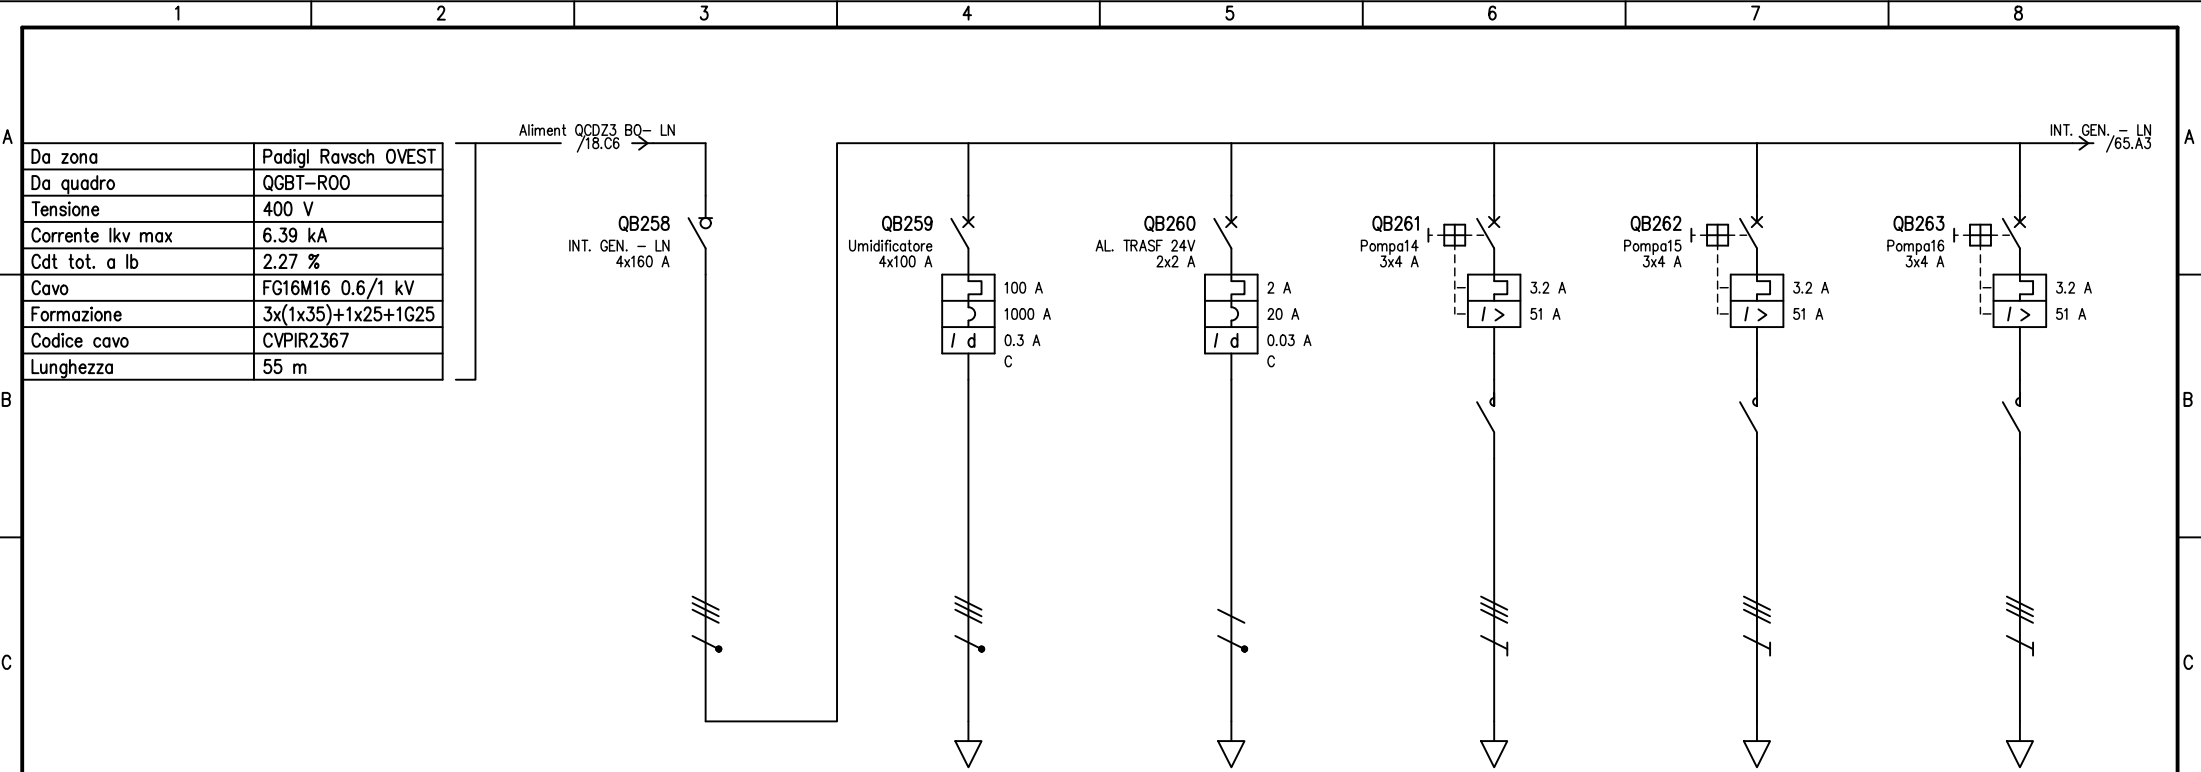 1 2 3 4 5 6 7 8
A A
Aliment QCDZ3 BO- LN
/18.C6
INT. GEN. - LN
/65.A3
Da zona Padigl Ravsch OVEST
Da quadro QGBT-R00
Tensione 400 V
Corrente Ikv max 6.39 kA
Cdt tot. a Ib 2.27 %
Cavo FG16M16 0.6/1 kV
Formazione 3x(1x35)+1x25+1G25
Codice cavo CVPIR2367
Lunghezza 55 m
QB258
INT. GEN. - LN
4x160 A
QB259
Umidificatore
4x100 A
100 A
1000 A
I d 0.3 A
C
QB260
AL. TRASF 24V
2x2 A
2 A
20 A
I d 0.03 A
C
QB261
Pompa14
3x4 A
3.2 A
I > 51 A
QB262
Pompa15
3x4 A
3.2 A
I > 51 A
QB263
Pompa16
3x4 A
3.2 A
I > 51 A
B B
C C